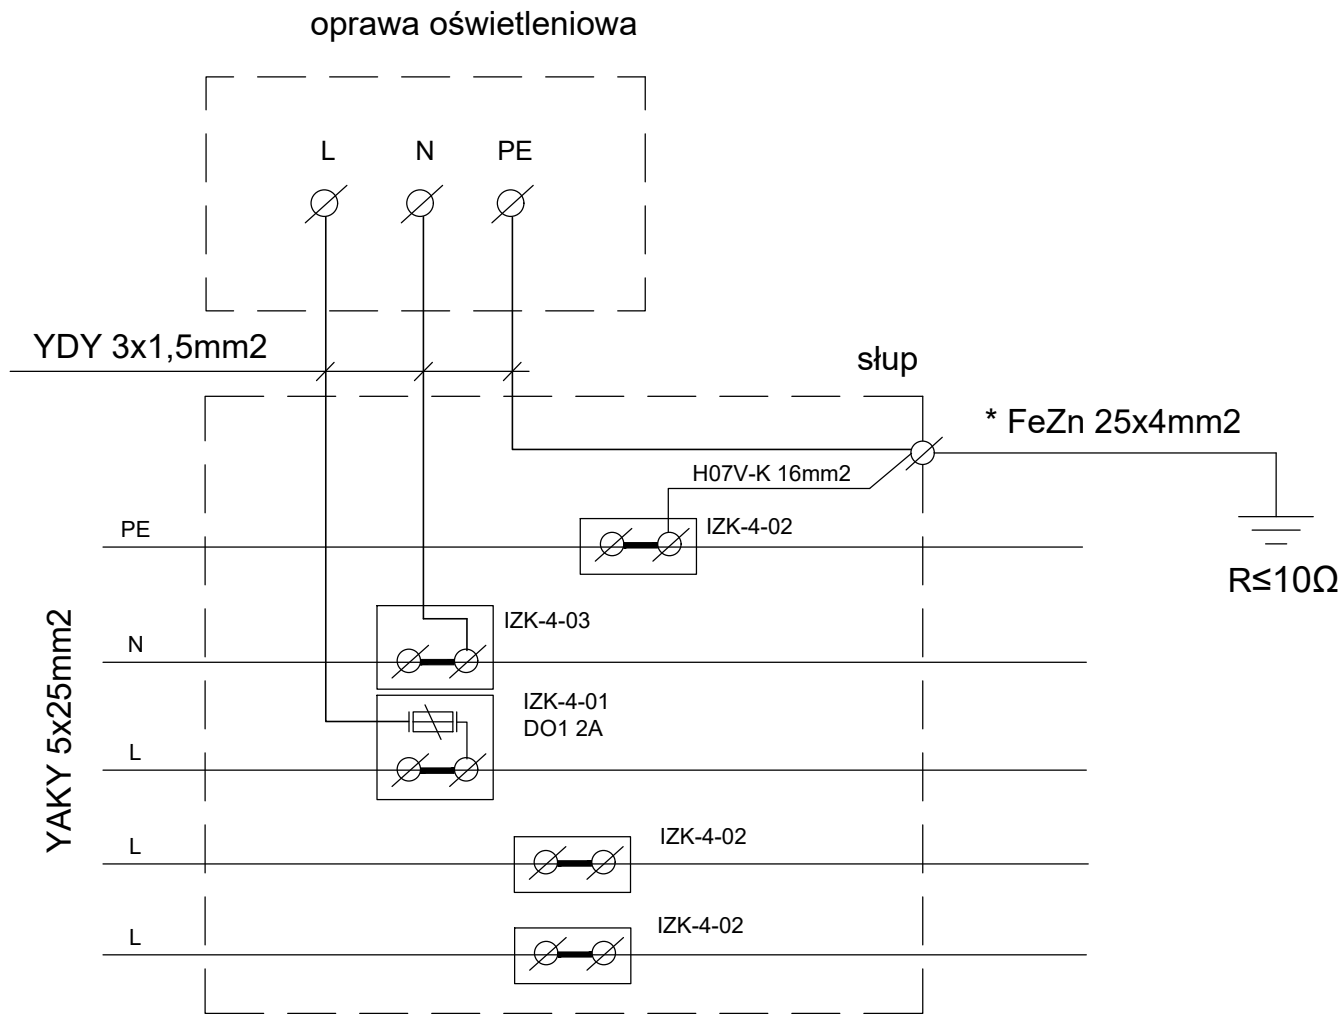 oprawa oświetleniowa
L N PE
YDY 3x1,5mm2
słup
* FeZn 25x4mm2
H07V-K 16mm2
PE
IZK-4-02
R≤10Ω
YAKY 5x25mm2
IZK-4-03
N
IZK-4-01
DO1 2A
L
IZK-4-02
L
IZK-4-02
L